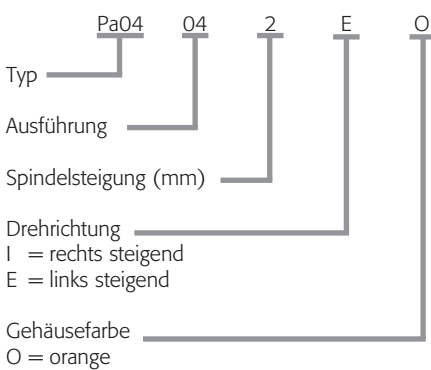 Pa04 04 2 E O
Typ
Ausführung
Spindelsteigung (mm)
Drehrichtung
I = rechts steigend
E = links steigend
Gehäusefarbe
O = orange